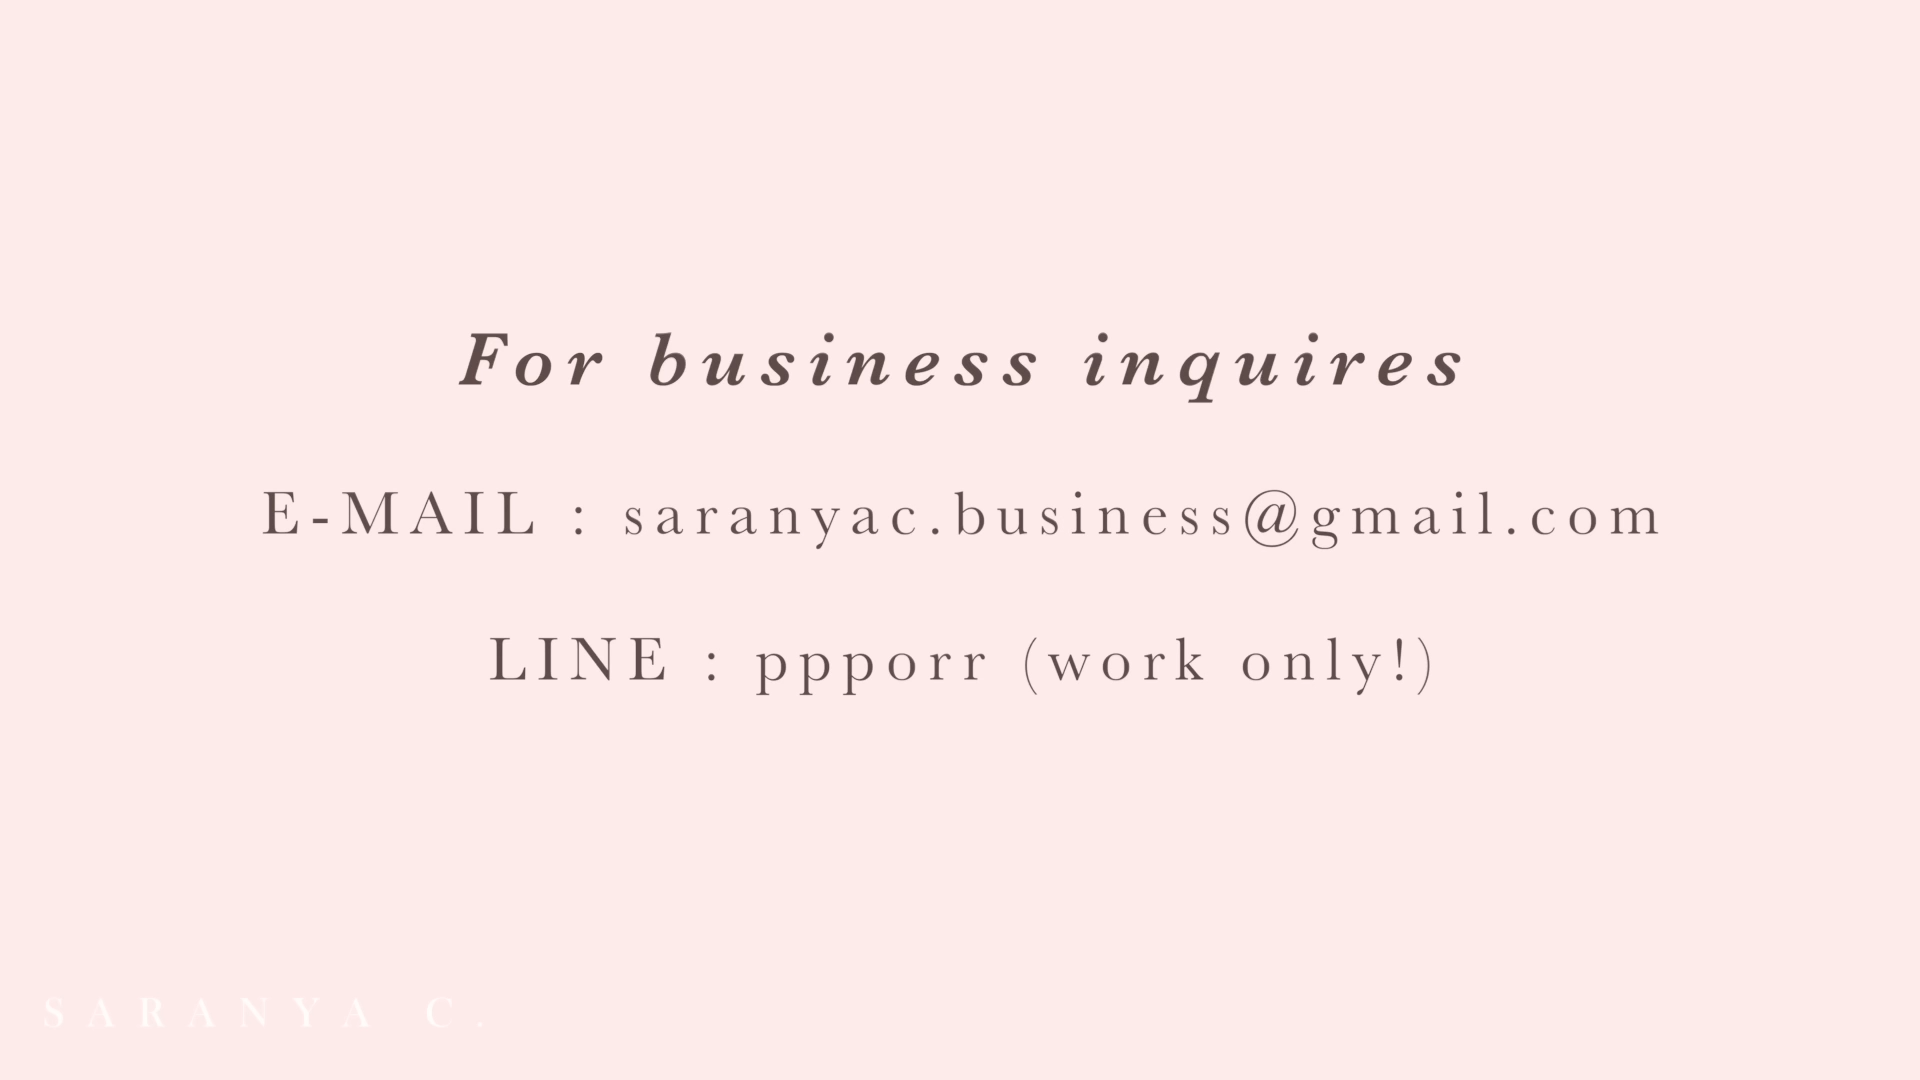 For business inquires
E-MAIL : saranyac.business@gmail.com
LINE : ppporr (work only!)
SARANYA C.